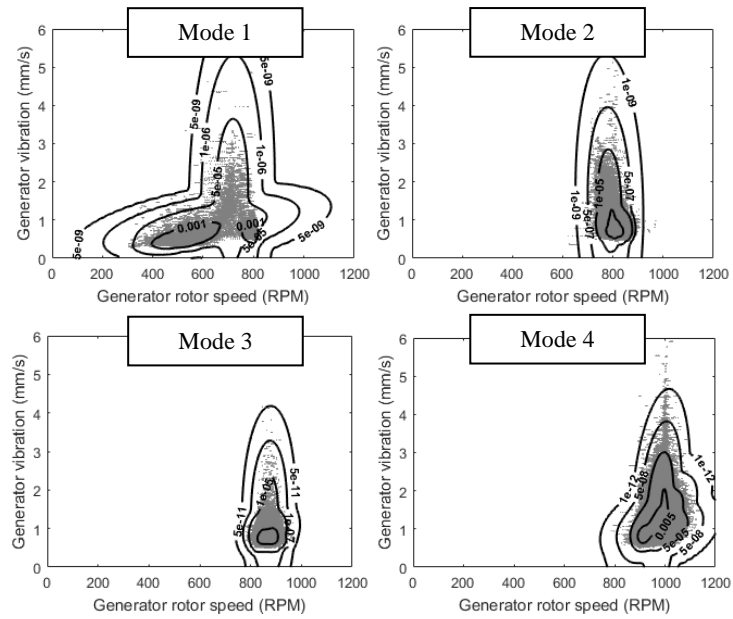 Mode 1
Mode 2
Generator vibration (mm/s)
6
5
4
3
2
1
0
5e-09
5e-09
1e-06
1e-06
5e-05
0.001
0.001
5e-05
5e-09
5e-09
0 200 400 600 800 1000 1200
Generator rotor speed (RPM)
Generator vibration (mm/s)
6
5
4
3
2
1
0
1e-09
1e-05
5e-07
1e-09
5e-07
0 200 400 600 800 1000 1200
Generator rotor speed (RPM)
Mode 3
Mode 4
Generator vibration (mm/s)
6
5
4
3
2
1
0
5e-11
1e-05
5e-11
1e-07
0 200 400 600 800 1000 1200
Generator rotor speed (RPM)
Generator vibration (mm/s)
6
5
4
3
2
1
0
1e-12
5e-08
1e-12
0.005
5e-05
5e-08
0 200 400 600 800 1000 1200
Generator rotor speed (RPM)